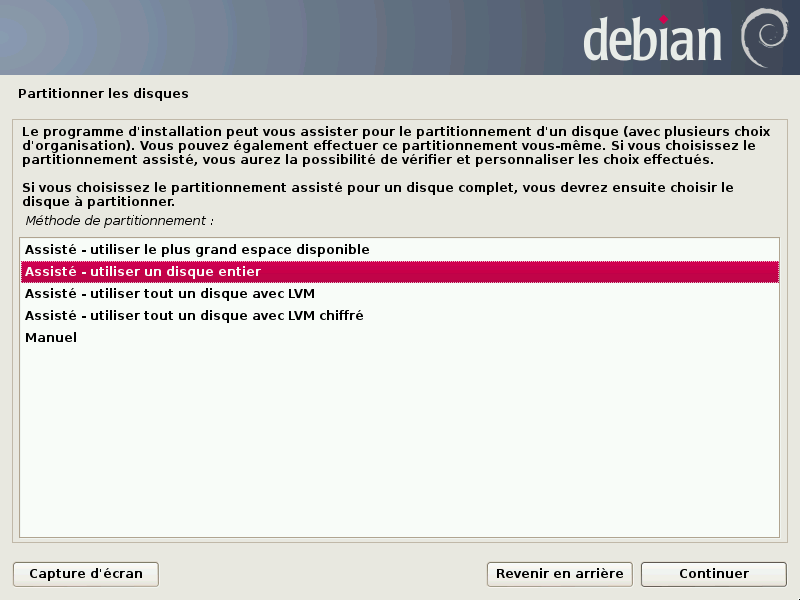 debian
Partitionner les disques
Le programme d'installation peut vous assister pour le partitionnement d'un disque (avec plusieurs choix
d'organisation). Vous pouvez également effectuer ce partitionnement vous-même. Si vous choisissez le
partitionnement assisté, vous aurez la possibilité de vérifier et personnaliser les choix effectués.
Si vous choisissez le partitionnement assisté pour un disque complet, vous devrez ensuite choisir le
disque à partitionner.
Méthode de partitionnement :
Assisté - utiliser le plus grand espace disponible
Assisté - utiliser un disque entier
Assisté - utiliser tout un disque avec LVM
Assisté - utiliser tout un disque avec LVM chiffré
Manuel
Capture d'écran
Revenir en arrière
Continuer